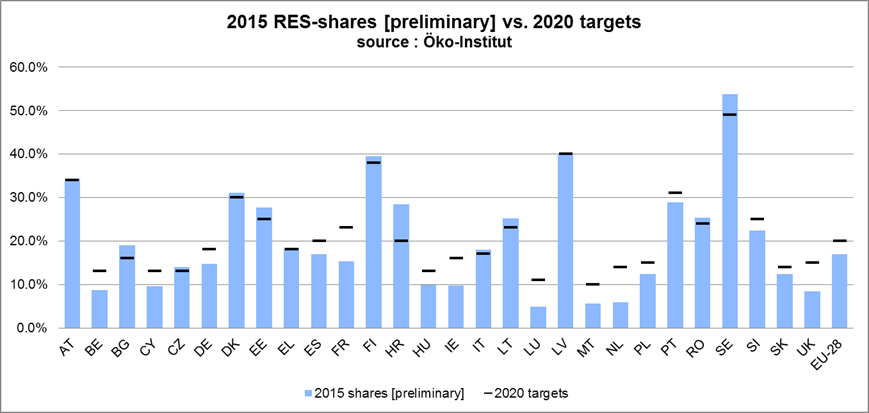 2015 RES-shares [preliminary] vs. 2020 targets
source : Öko-Institut
60.0%
50.0%
40.0%
30.0%
20.0%
10.0%
0.0%
AT BE BG CY CZ DE DK EE EL ES FR FI HR HU IE IT LT LU LV MT NL PL PT RO SE SI SK UK EU-28
2015 shares [preliminary] 2020 targets